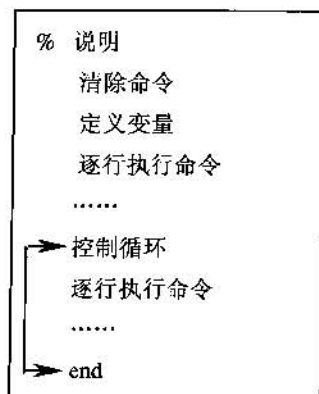 % 说明
清除命令
定义变量
逐行执行命令
……
控制循环
逐行执行命令
……
end